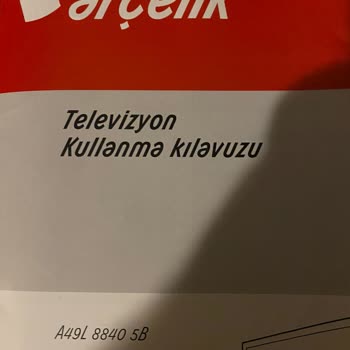 arçelik
Televizyon
Kullanma kılavuzu
A49L 8840 5B